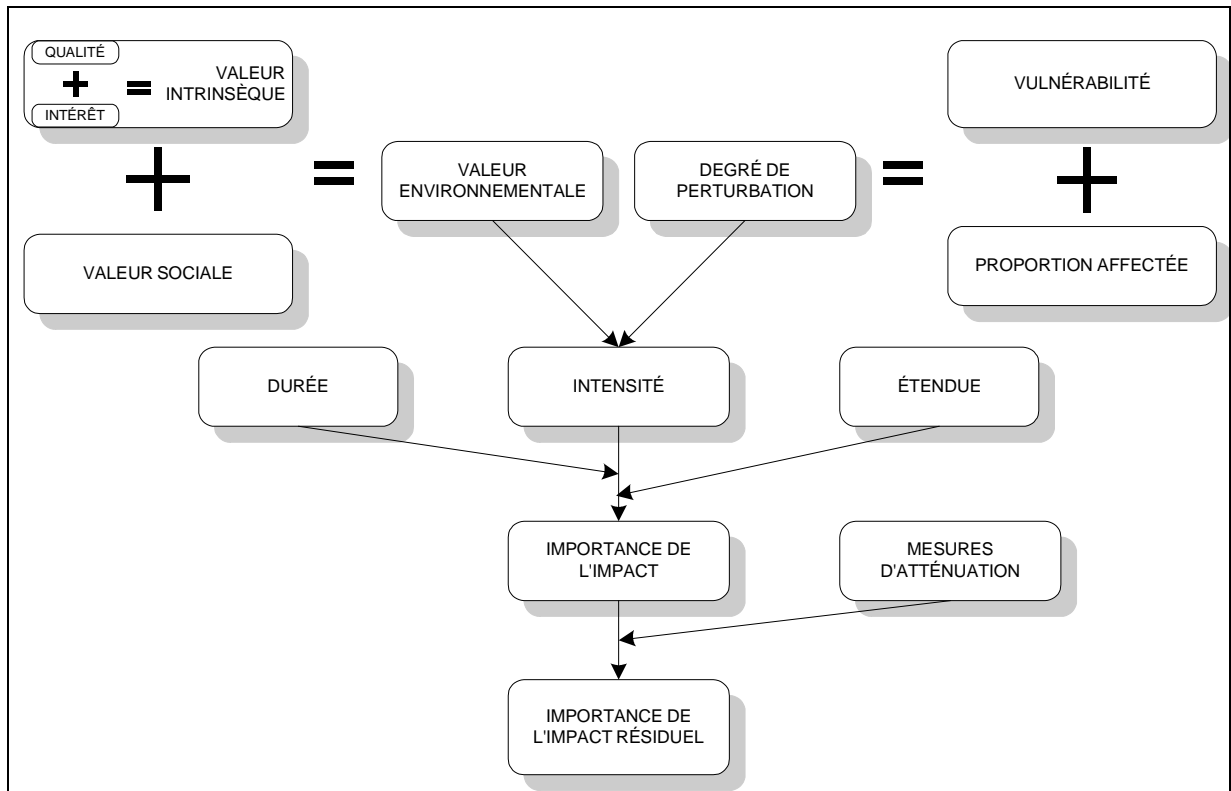 QUALITÉ
+
INTÉRÊT
=
VALEUR
INTRINSÈQUE
+
VALEUR SOCIALE
=
VALEUR
ENVIRONNEMENTALE
DEGRÉ DE
PERTURBATION
=
VULNÉRABILITÉ
+
PROPORTION AFFECTÉE
DURÉE
INTENSITÉ
ÉTENDUE
IMPORTANCE DE
L'IMPACT
MESURES
D'ATTÉNUATION
IMPORTANCE DE
L'IMPACT RÉSIDUEL